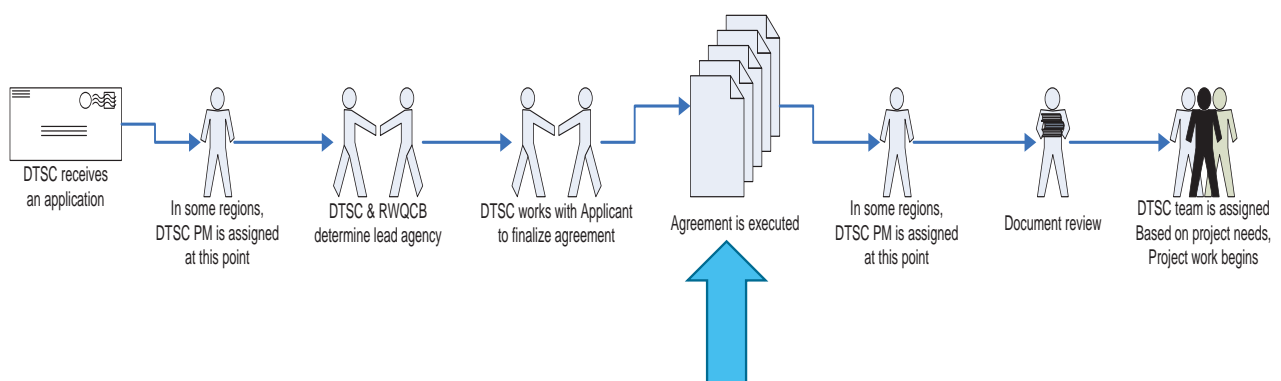 DTSC receives
an application
In some regions,
DTSC PM is assigned
at this point
DTSC & RWQCB
determine lead agency
DTSC works with Applicant
to finalize agreement
Agreement is executed
In some regions,
DTSC PM is assigned
at this point
Document review
DTSC team is assigned
Based on project needs,
Project work begins